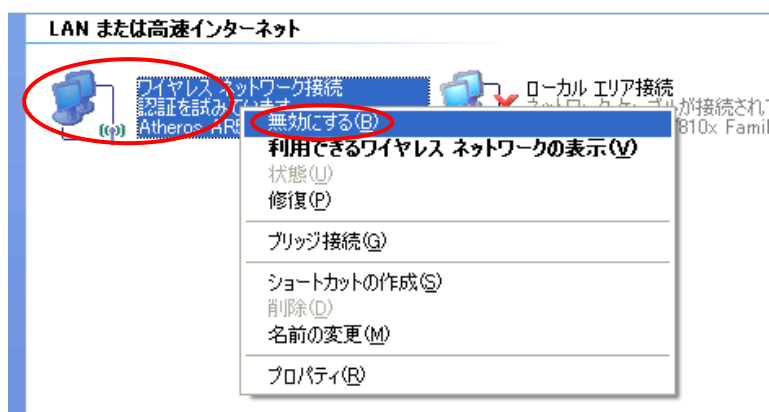 LAN または高速インターネット
ワイヤレス ネットワーク接続
認証を試みています
Atheros
ローカル エリア接続
ネットワーク ケーブルが接続され
810x Famil
無効にする(B)
利用できるワイヤレス ネットワークの表示(V)
状態(U)
修復(P)
ブリッジ接続(G)
ショートカットの作成(S)
削除(D)
名前の変更(M)
プロパティ(R)